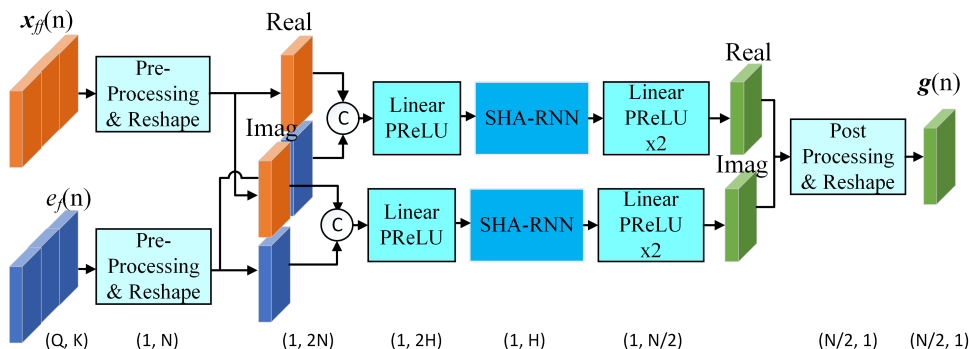 x_ff(n)
Real
Real
g(n)
Pre-
Processing
& Reshape
C
Linear
PReLU
SHA-RNN
Linear
PReLU
x2
Imag
Imag
Post
Processing
& Reshape
e_f(n)
Pre-
Processing
& Reshape
C
Linear
PReLU
SHA-RNN
Linear
PReLU
x2
(Q, K) (1, N) (1, 2N) (1, 2H) (1, H) (1, N/2) (N/2, 1) (N/2, 1)